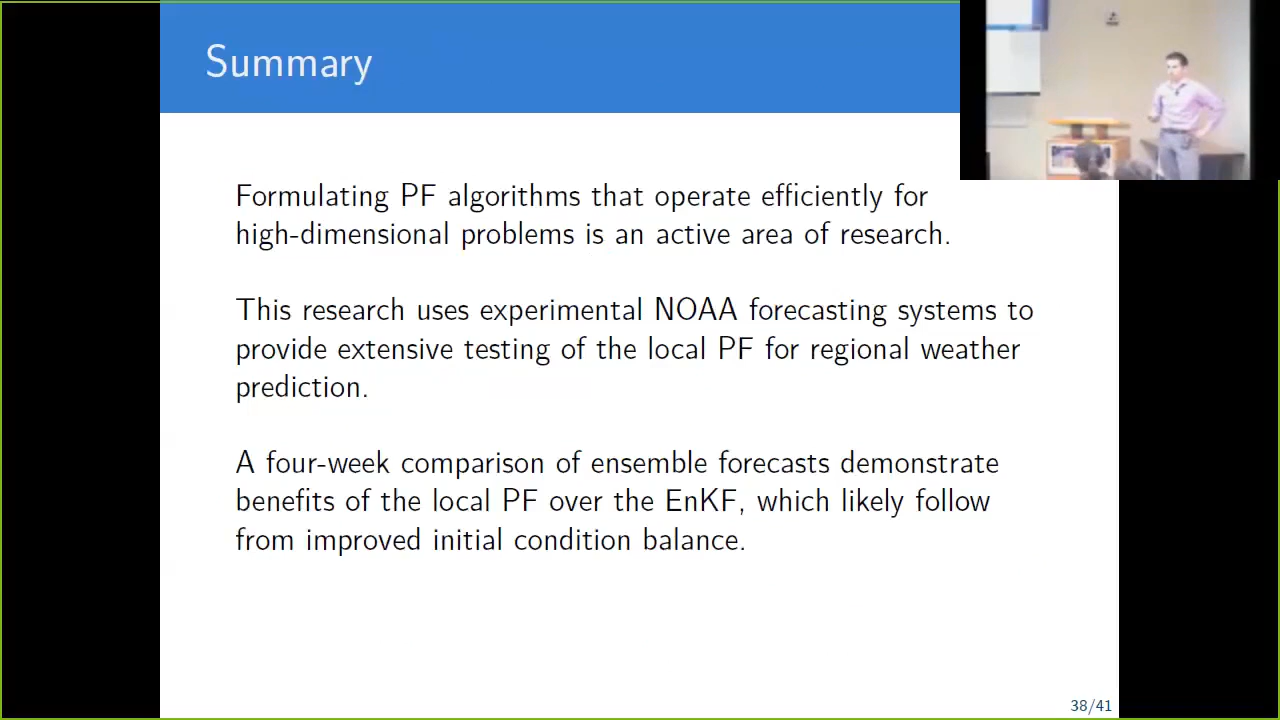 Summary
Formulating PF algorithms that operate efficiently for
high-dimensional problems is an active area of research.
This research uses experimental NOAA forecasting systems to
provide extensive testing of the local PF for regional weather
prediction.
A four-week comparison of ensemble forecasts demonstrate
benefits of the local PF over the EnKF, which likely follow
from improved initial condition balance.
38/41